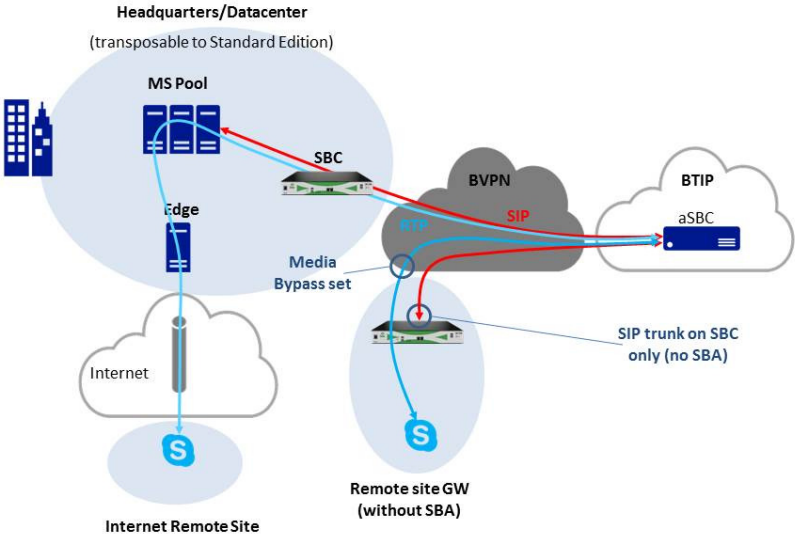 Headquarters/Datacenter
(transposable to Standard Edition)
MS Pool
SBC
BVPN
BTIP
Edge
RTP
SIP
aSBC
Media
Bypass set
SIP trunk on SBC
only (no SBA)
Internet
Remote site GW
(without SBA)
Internet Remote Site